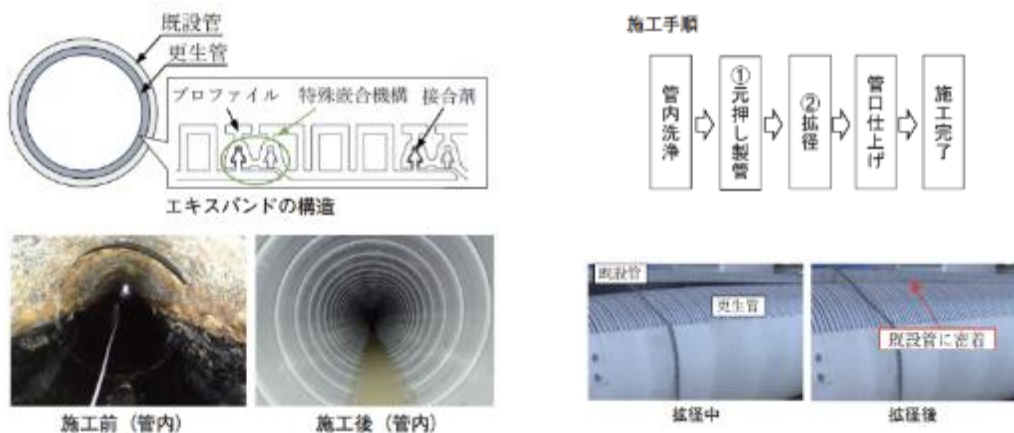 既設管
更生管
プロファイル 特殊嵌合機構 接合剤
エキスパンドの構造
施工前（管内）
施工後（管内）
施工手順
管内洗浄
①元押し製管
②拡径
管口仕上げ
施工完了
既設管
更生管
既設管に密着
拡径中
拡径後